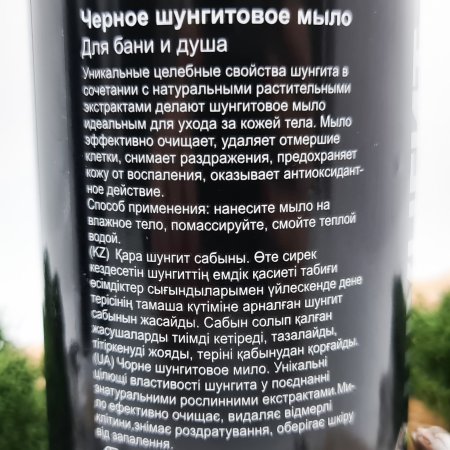 Черное шунгитовое мыло
Для бани и душа
Уникальные целебные свойства шунгита в
сочетании с натуральными растительными
экстрактами делают шунгитовое мыло
идеальным для ухода за кожей тела. Мыло
эффективно очищает, удаляет отмершие
клетки, снимает раздражения, предохраняет
кожу от воспаления, оказывает антиоксидант-
ное действие.
Способ применения: нанесите мыло на
влажное тело, помассируйте, смойте теплой
водой.
(KZ) Қара шунгит сабыны. Өте сирек
кездесетін шунгиттің емдік қасиеті табиғи
өсімдіктер сығындыларымен үйлескенде дене
терісінің тамаша күтіміне арналған шунгит
сабынын жасайды. Сабын солып қалған
жасушаларды тиімді кетіреді, тазалайды,
тітіркенуді жояды, теріні қабынудан қорғайды.
(UA) Чорне шунгитовое мило. Унікальні
цілющі властивості шунгита у поєднанні
знатуральними рослинними екстрактами.Ми-
ло ефективно очищає, видаляє відмерлі
клітини,знімає роздратування, оберігає шкіру
від запалення.